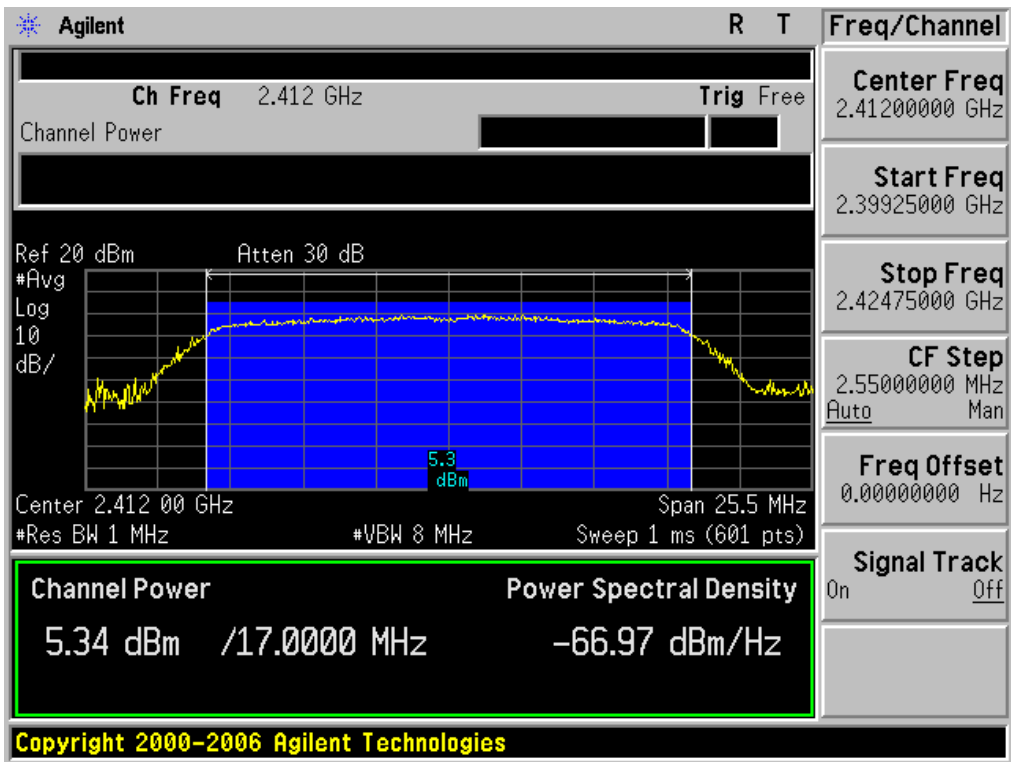 Agilent R T Freq/Channel
Ch Freq 2.412 GHz Trig Free
Channel Power
Ref 20 dBm Atten 30 dB
#Avg
Log
10
dB/
5.3
dBm
Center 2.412 00 GHz Span 25.5 MHz
#Res BW 1 MHz #VBW 8 MHz Sweep 1 ms (601 pts)
Channel Power Power Spectral Density
5.34 dBm /17.0000 MHz -66.97 dBm/Hz
Copyright 2000-2006 Agilent Technologies
Center Freq
2.41200000 GHz
Start Freq
2.39925000 GHz
Stop Freq
2.42475000 GHz
CF Step
2.55000000 MHz
Auto Man
Freq Offset
0.00000000 Hz
Signal Track
On Off